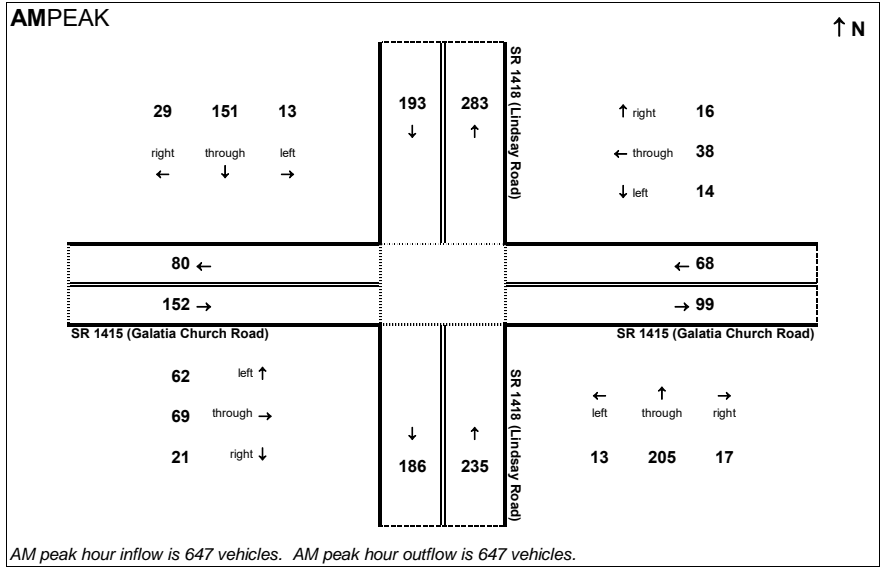 AMPEAK
↑ N
SR 1418 (Lindsay Road)
193 283
↓ ↑
29 151 13
right through left
← ↓ →
↑ right 16
← through 38
↓ left 14
80 ←
← 68
152 →
→ 99
SR 1415 (Galatia Church Road)
SR 1415 (Galatia Church Road)
62 left ↑
69 through →
21 right ↓
↓ ↑
186 235
SR 1418 (Lindsay Road)
← ↑ →
left through right
13 205 17
AM peak hour inflow is 647 vehicles. AM peak hour outflow is 647 vehicles.